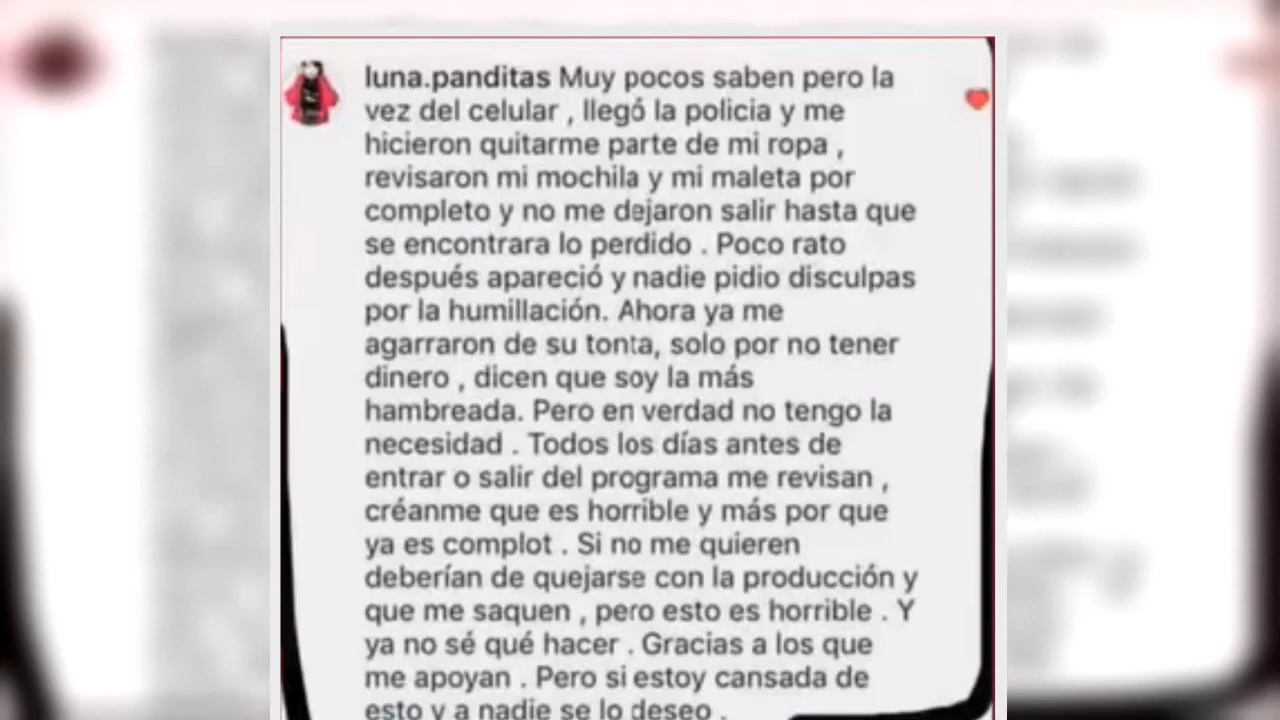 luna.panditas Muy pocos saben pero la
vez del celular , llegó la policia y me
hicieron quitarme parte de mi ropa ,
revisaron mi mochila y mi maleta por
completo y no me dejaron salir hasta que
se encontrara lo perdido . Poco rato
después apareció y nadie pidio disculpas
por la humillación. Ahora ya me
agarraron de su tonta, solo por no tener
dinero , dicen que soy la más
hambreada. Pero en verdad no tengo la
necesidad . Todos los días antes de
entrar o salir del programa me revisan ,
créanme que es horrible y más por que
ya es complot . Si no me quieren
deberían de quejarse con la producción y
que me saquen , pero esto es horrible . Y
ya no sé qué hacer . Gracias a los que
me apoyan . Pero si estoy cansada de
esto y a nadie se lo deseo .